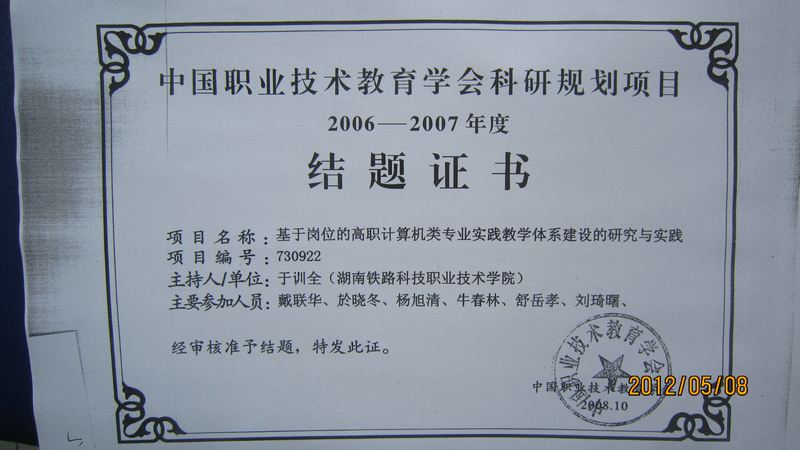 中国职业技术教育学会科研规划项目
2006—2007年度
结题证书
项目名称：基于岗位的高职计算机类专业实践教学体系建设的研究与实践
项目编号：730922
主持人/单位：于训全（湖南铁路科技职业技术学院）
主要参加人员：戴联华、於晓冬、杨旭清、牛春林、舒岳孝、刘琦曙、
经审核准予结题，特发此证。
中国职业技术教育学会
中国职业技术教
2008.10
2012/05/08